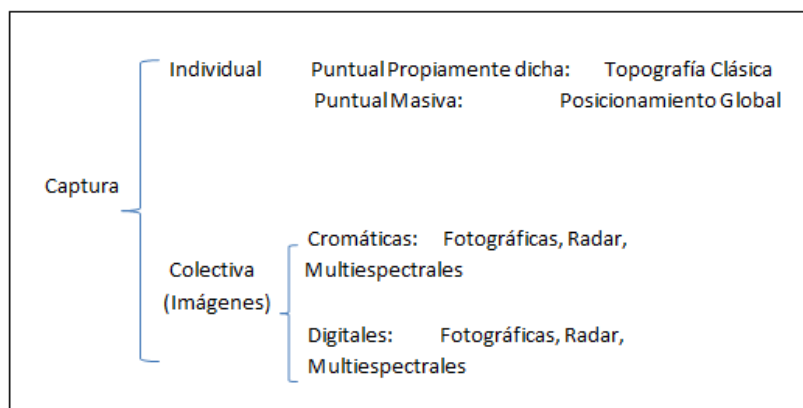 Individual Puntual Propiamente dicha: Topografía Clásica
Puntual Masiva: Posicionamiento Global
Captura
Cromáticas: Fotográficas, Radar,
Multiespectrales
Colectiva
(Imágenes)
Digitales: Fotográficas, Radar,
Multiespectrales